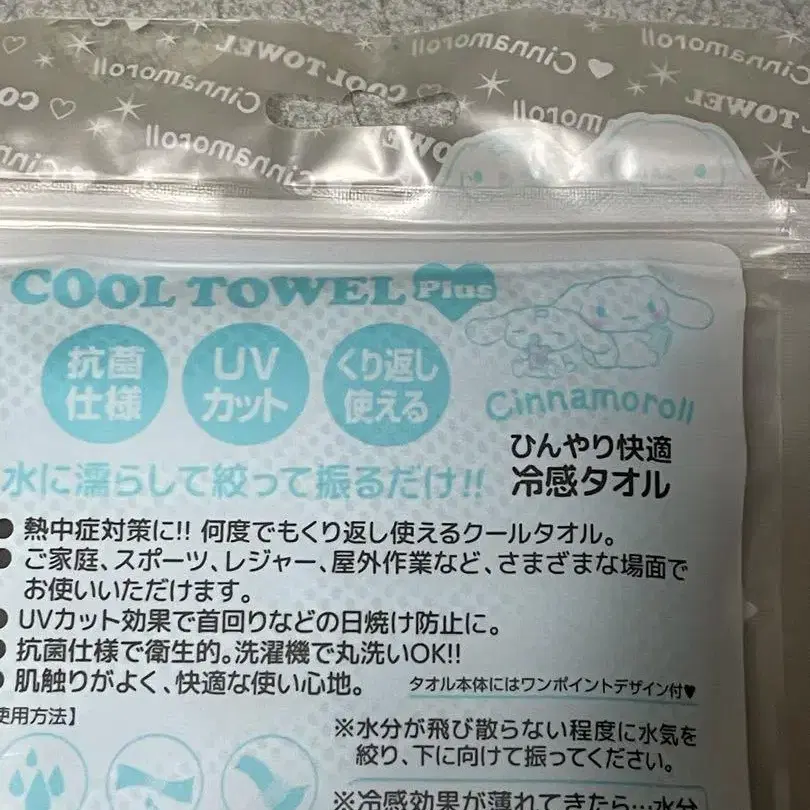 Cinnamoroll
COOL TOWEL
Cinnamoroll
Cinnamoroll
COOL
Cinnamoroll
TOWEL
Cinnamoroll
Cinnamoroll
COOL TOWEL Plus
抗菌
仕様
UV
カット
くり返し
使える
Cinnamoroll
ひんやり快適
冷感タオル
水に濡らして絞って振るだけ!!
● 熱中症対策に!! 何度でもくり返し使えるクールタオル。
● ご家庭、スポーツ、レジャー、屋外作業など、さまざまな場面で
お使いいただけます。
● UVカット効果で首回りなどの日焼け防止に。
● 抗菌仕様で衛生的。洗濯機で丸洗いOK!!
● 肌触りがよく、快適な使い心地。
タオル本体にはワンポイントデザイン付♥
使用方法】
※水分が飛び散らない程度に水気を
絞り、下に向けて振ってください。
※冷感効果が薄れてきたら…水分